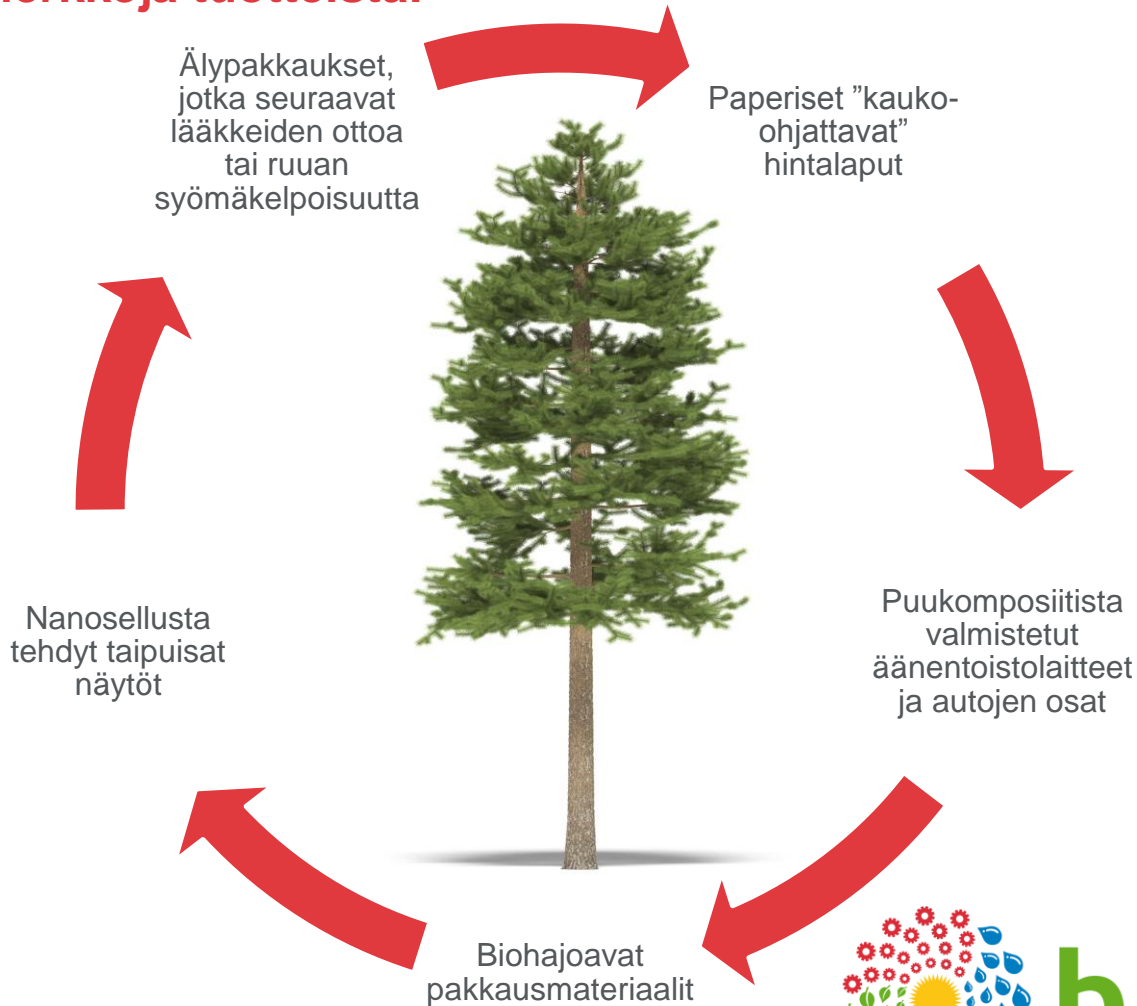 tuotteista:
Älypakkaukset,
jotka seuraavat
lääkkeiden ottoa
tai ruuan
syömäkelpoisuutta
Paperiset ”kauko-
ohjattavat”
hintalaput
Puukomposiitista
valmistetut
äänentoistolaitteet
ja autojen osat
Biohajoavat
pakkausmateriaalit
Nanosellusta
tehdyt taipuisat
näytöt
b